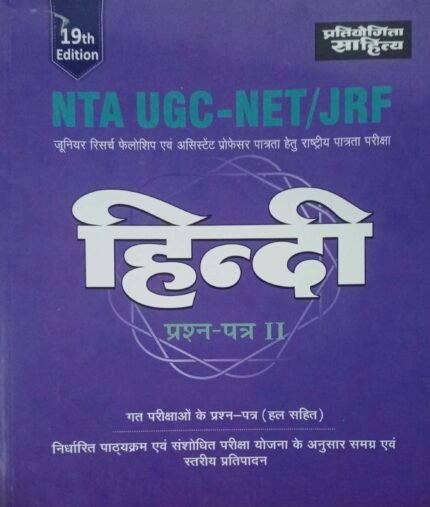 19th
Edition
प्रतियोगिता
साहित्य
NTA UGC-NET/JRF
जूनियर रिसर्च फेलोशिप एवं असिस्टेंट प्रोफेसर पात्रता हेतु राष्ट्रीय पात्रता परीक्षा
हिन्दी
प्रश्न-पत्र II
गत परीक्षाओं के प्रश्न–पत्र (हल सहित)
निर्धारित पाठ्यक्रम एवं संशोधित परीक्षा योजना के अनुसार समग्र एवं
स्तरीय प्रतिपादन